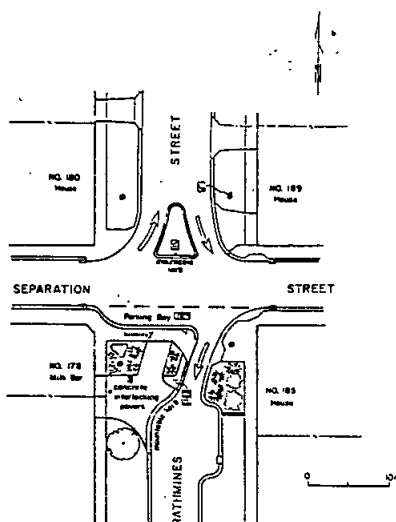 STREET
NO. 180
House
NO. 189
House
SEPARATION
STREET
Parking Bay
NO. 178
Milk Bar
concrete
interlocking
pavers
mountable
NO. 185
House
RATHMINES
0